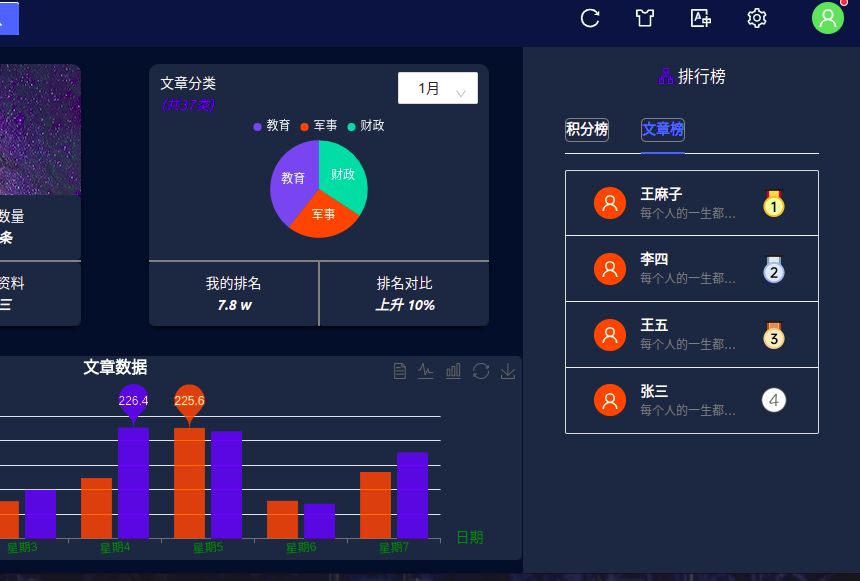 文章分类
(共37类)
1月
教育 军事 财政
教育
财政
军事
我的排名
7.8 w
排名对比
上升 10%
数量
条
资料
三
文章数据
226.4
225.6
星期3
星期4
星期5
星期6
星期7
日期
排行榜
积分榜
文章榜
王麻子
每个人的一生都...
1
李四
每个人的一生都...
2
王五
每个人的一生都...
3
张三
每个人的一生都...
4